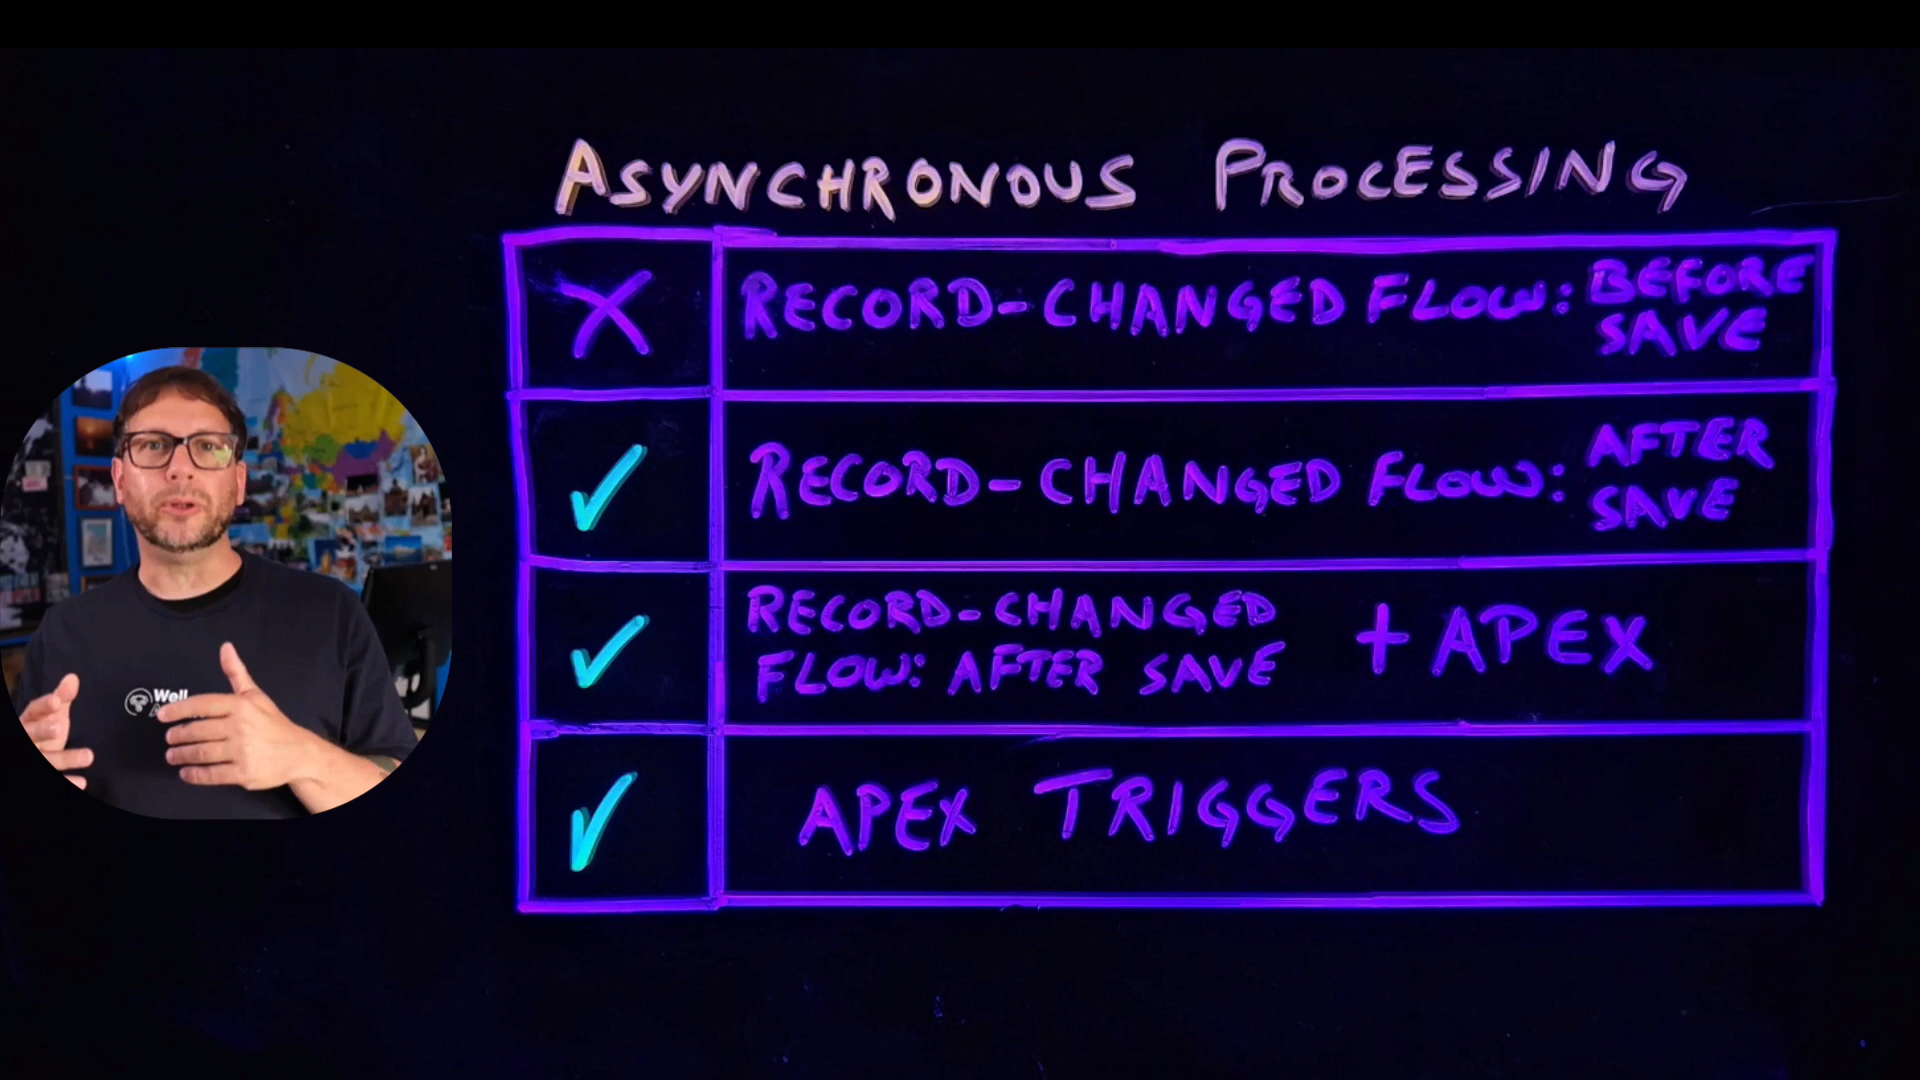 ASYNCHRONOUS PROCESSING
RECORD-CHANGED FLOW: BEFORE
SAVE
RECORD-CHANGED FLOW: AFTER
SAVE
RECORD-CHANGED
FLOW: AFTER SAVE + APEX
APEX TRIGGERS
Well